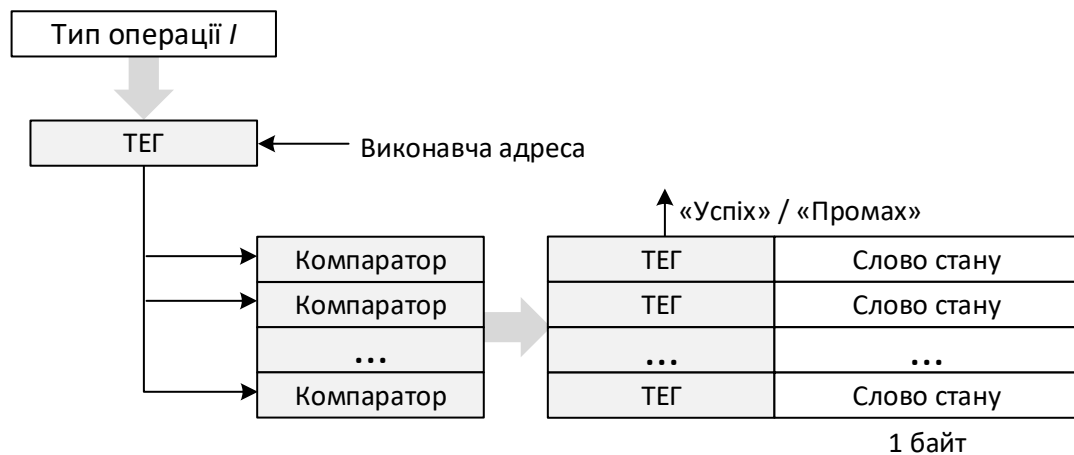 Тип операції I
ТЕГ
Виконавча адреса
«Успіх» / «Промах»
Компаратор ТЕГ Слово стану
Компаратор ТЕГ Слово стану
... ... ...
Компаратор ТЕГ Слово стану
1 байт